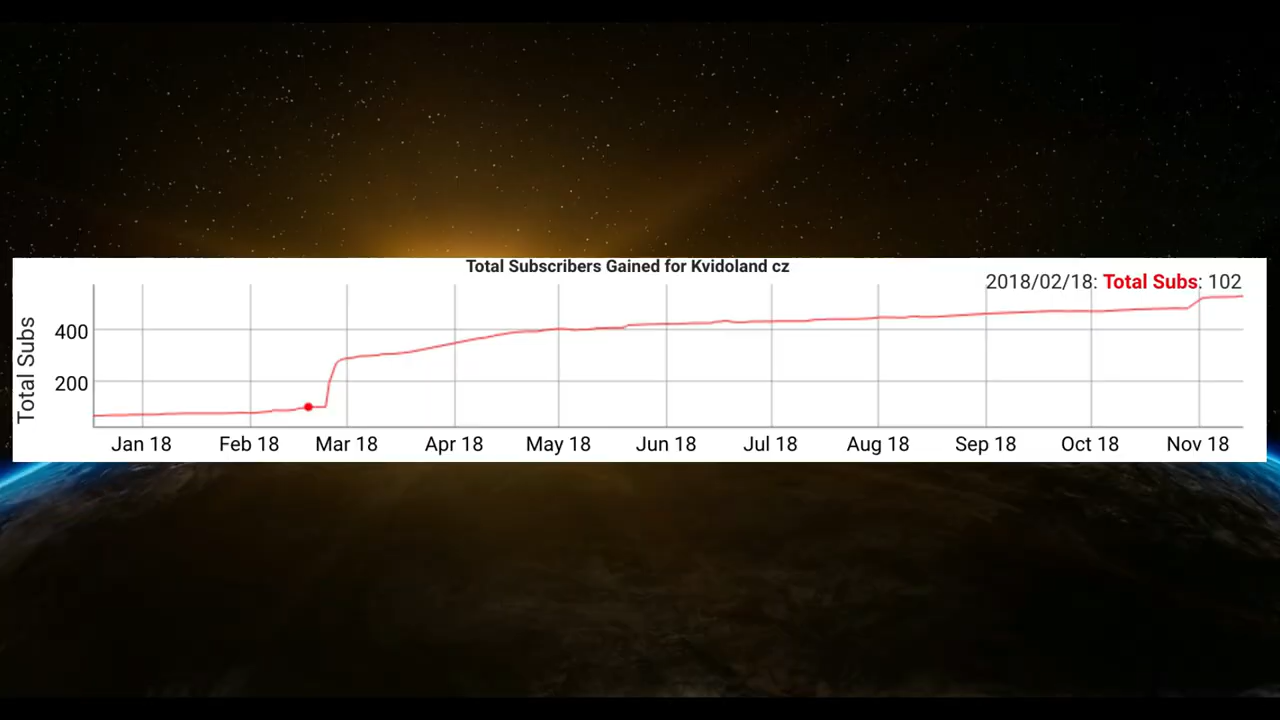 Total Subscribers Gained for Kvidoland cz
2018/02/18: Total Subs: 102
Total Subs
400
200
Jan 18 Feb 18 Mar 18 Apr 18 May 18 Jun 18 Jul 18 Aug 18 Sep 18 Oct 18 Nov 18